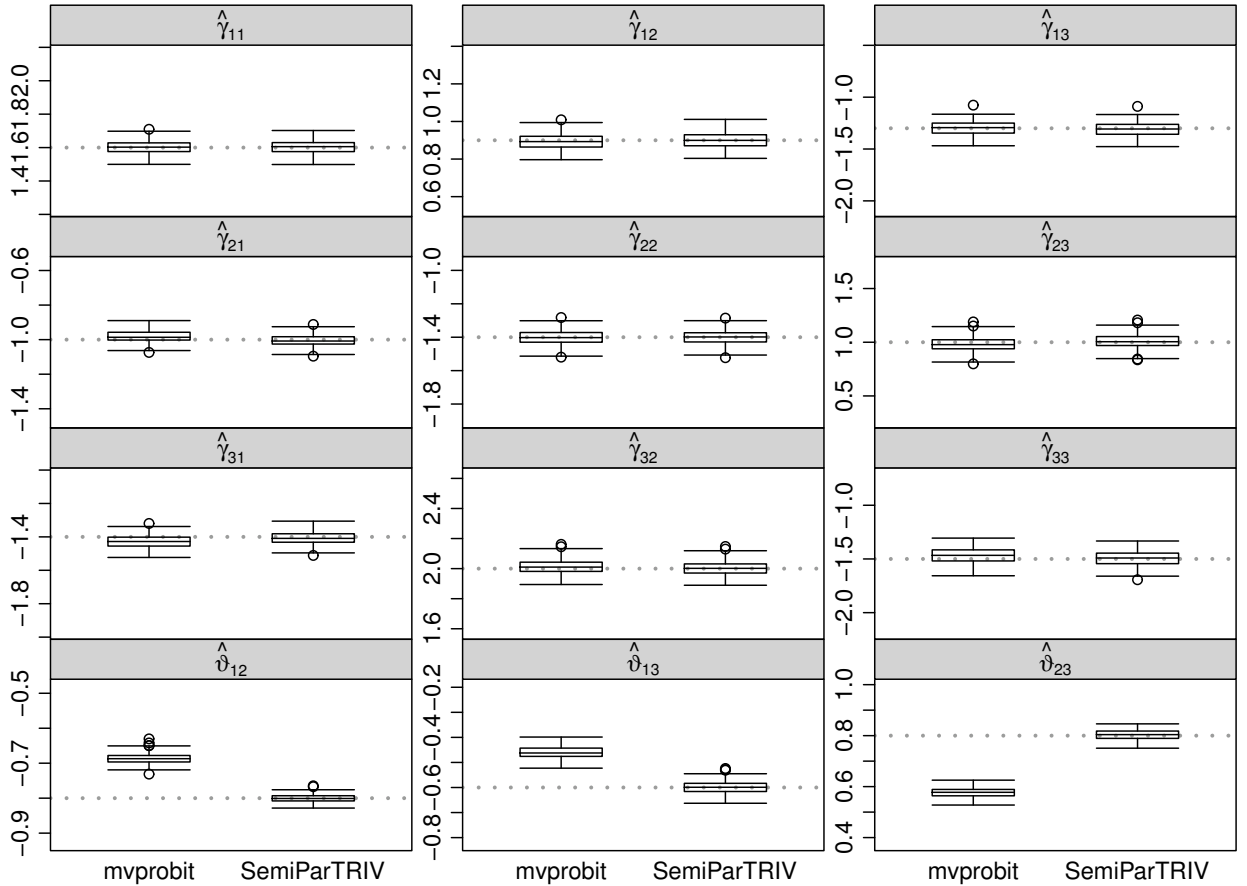 γ̂₁₁
1.4 1.6 1.8 2.0
γ̂₁₂
0.6 0.8 1.0 1.2
γ̂₁₃
−2.0 −1.5 −1.0
γ̂₂₁
−1.4 −1.0 −0.6
γ̂₂₂
−1.8 −1.4 −1.0
γ̂₂₃
0.5 1.0 1.5
γ̂₃₁
−1.8 −1.4
γ̂₃₂
1.6 2.0 2.4
γ̂₃₃
−2.0 −1.5 −1.0
ϑ̂₁₂
−0.9 −0.7 −0.5
ϑ̂₁₃
−0.8 −0.6 −0.4 −0.2
ϑ̂₂₃
0.4 0.6 0.8 1.0
mvprobit SemiParTRIV
mvprobit SemiParTRIV
mvprobit SemiParTRIV